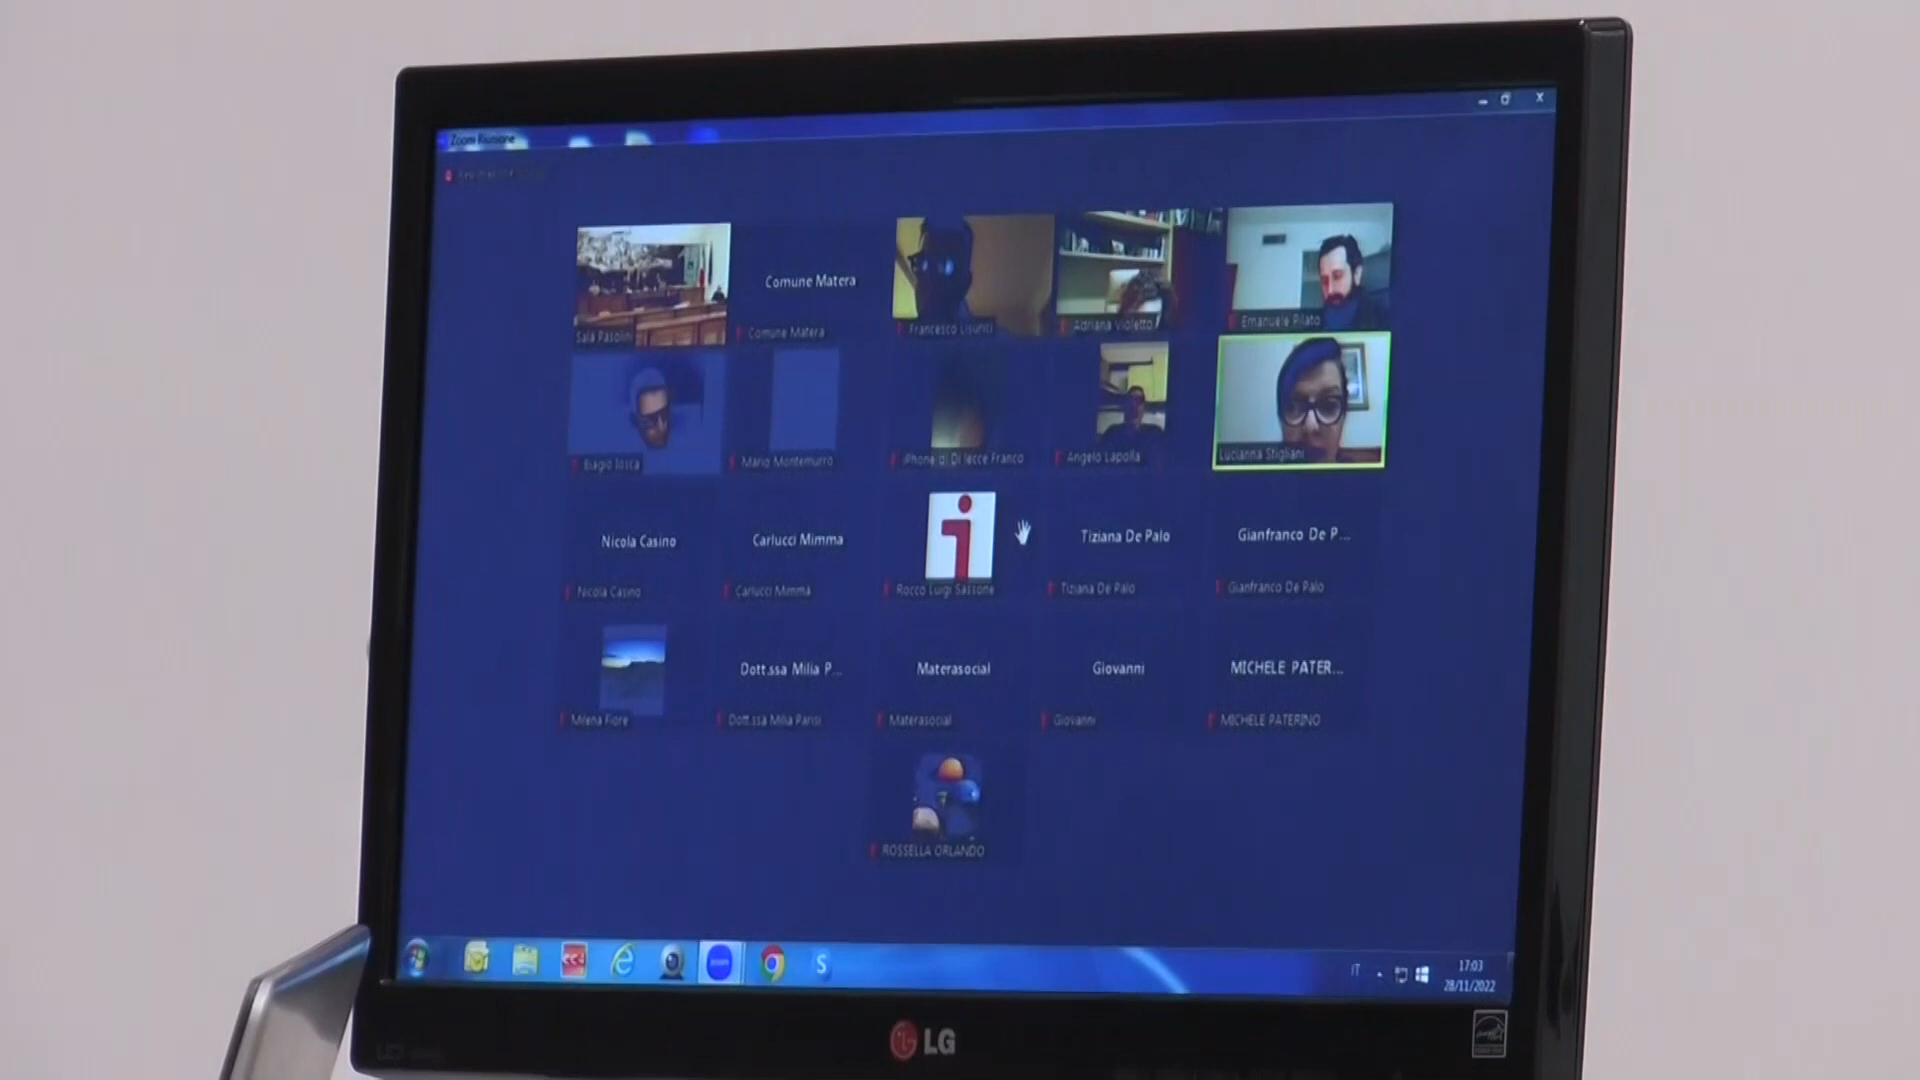 Zoom Riunione
Comune Matera
Sala Pasolini
Comune Matera
Francesco Lisurici
Adriana Violetto
Emanuele Pilato
Biagio Iosca
Mario Montemurro
iPhone di Di lecce Franco
Angelo Lapolla
Lucianna Stigliani
Nicola Casino
Carlucci Mimma
Tiziana De Palo
Gianfranco De P...
Nicola Casino
Carlucci Mimma
Rocco Luigi Sassone
Tiziana De Palo
Gianfranco De Palo
Dott.ssa Milia P...
Materasocial
Giovanni
MICHELE PATER...
Milena Fiore
Dott.ssa Milia Parisi
Materasocial
Giovanni
MICHELE PATERINO
ROSSELLA ORLANDO
zoom
IT
17:03
28/11/2022
LG